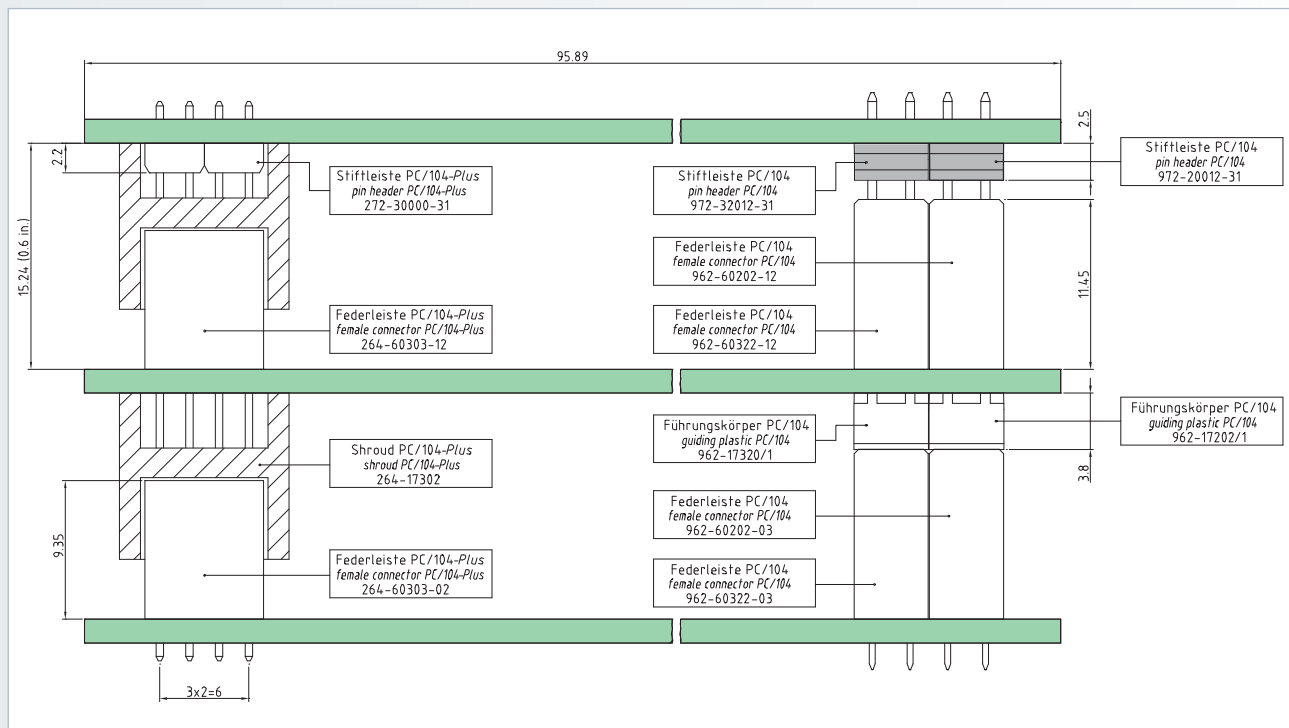 95.89
2.2
2.5
15.24 (0.6 in.)
Stiftleiste PC/104-Plus
pin header PC/104-Plus
272-30000-31
Stiftleiste PC/104
pin header PC/104
972-32012-31
Stiftleiste PC/104
pin header PC/104
972-20012-31
Federleiste PC/104
female connector PC/104
962-60202-12
11.45
Federleiste PC/104-Plus
female connector PC/104-Plus
264-60303-12
Federleiste PC/104
female connector PC/104
962-60322-12
Führungskörper PC/104
guiding plastic PC/104
962-17320/1
Führungskörper PC/104
guiding plastic PC/104
962-17202/1
Shroud PC/104-Plus
shroud PC/104-Plus
264-17302
3.8
9.35
Federleiste PC/104
female connector PC/104
962-60202-03
Federleiste PC/104-Plus
female connector PC/104-Plus
264-60303-02
Federleiste PC/104
female connector PC/104
962-60322-03
3x2=6